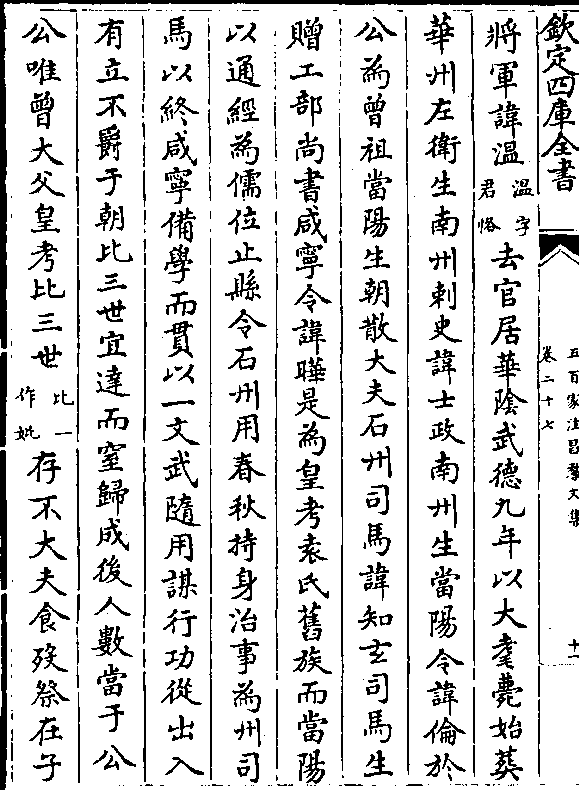 欽定四庫全書
五百家注昌黎文集
卷二十七
十一
將軍諱温温字君恪去官居華陰武德九年以大耄薨始葬
華州左衛生南州刺史諱士政南州生當陽令諱倫於
公為曾祖當陽生朝散大夫石州司馬諱知玄司馬生
贈工部尚書咸寧令諱曄是為皇考袁氏舊族而當陽
以通經為儒位止縣令石州用春秋持身治事為州司
馬以終咸寧備學而貫以一文武隨用謀行功從出入
有立不爵于朝比三世宜達而窒歸成後人數當于公
公唯曾大父皇考比三世比一作妣存不大夫食歿祭在子